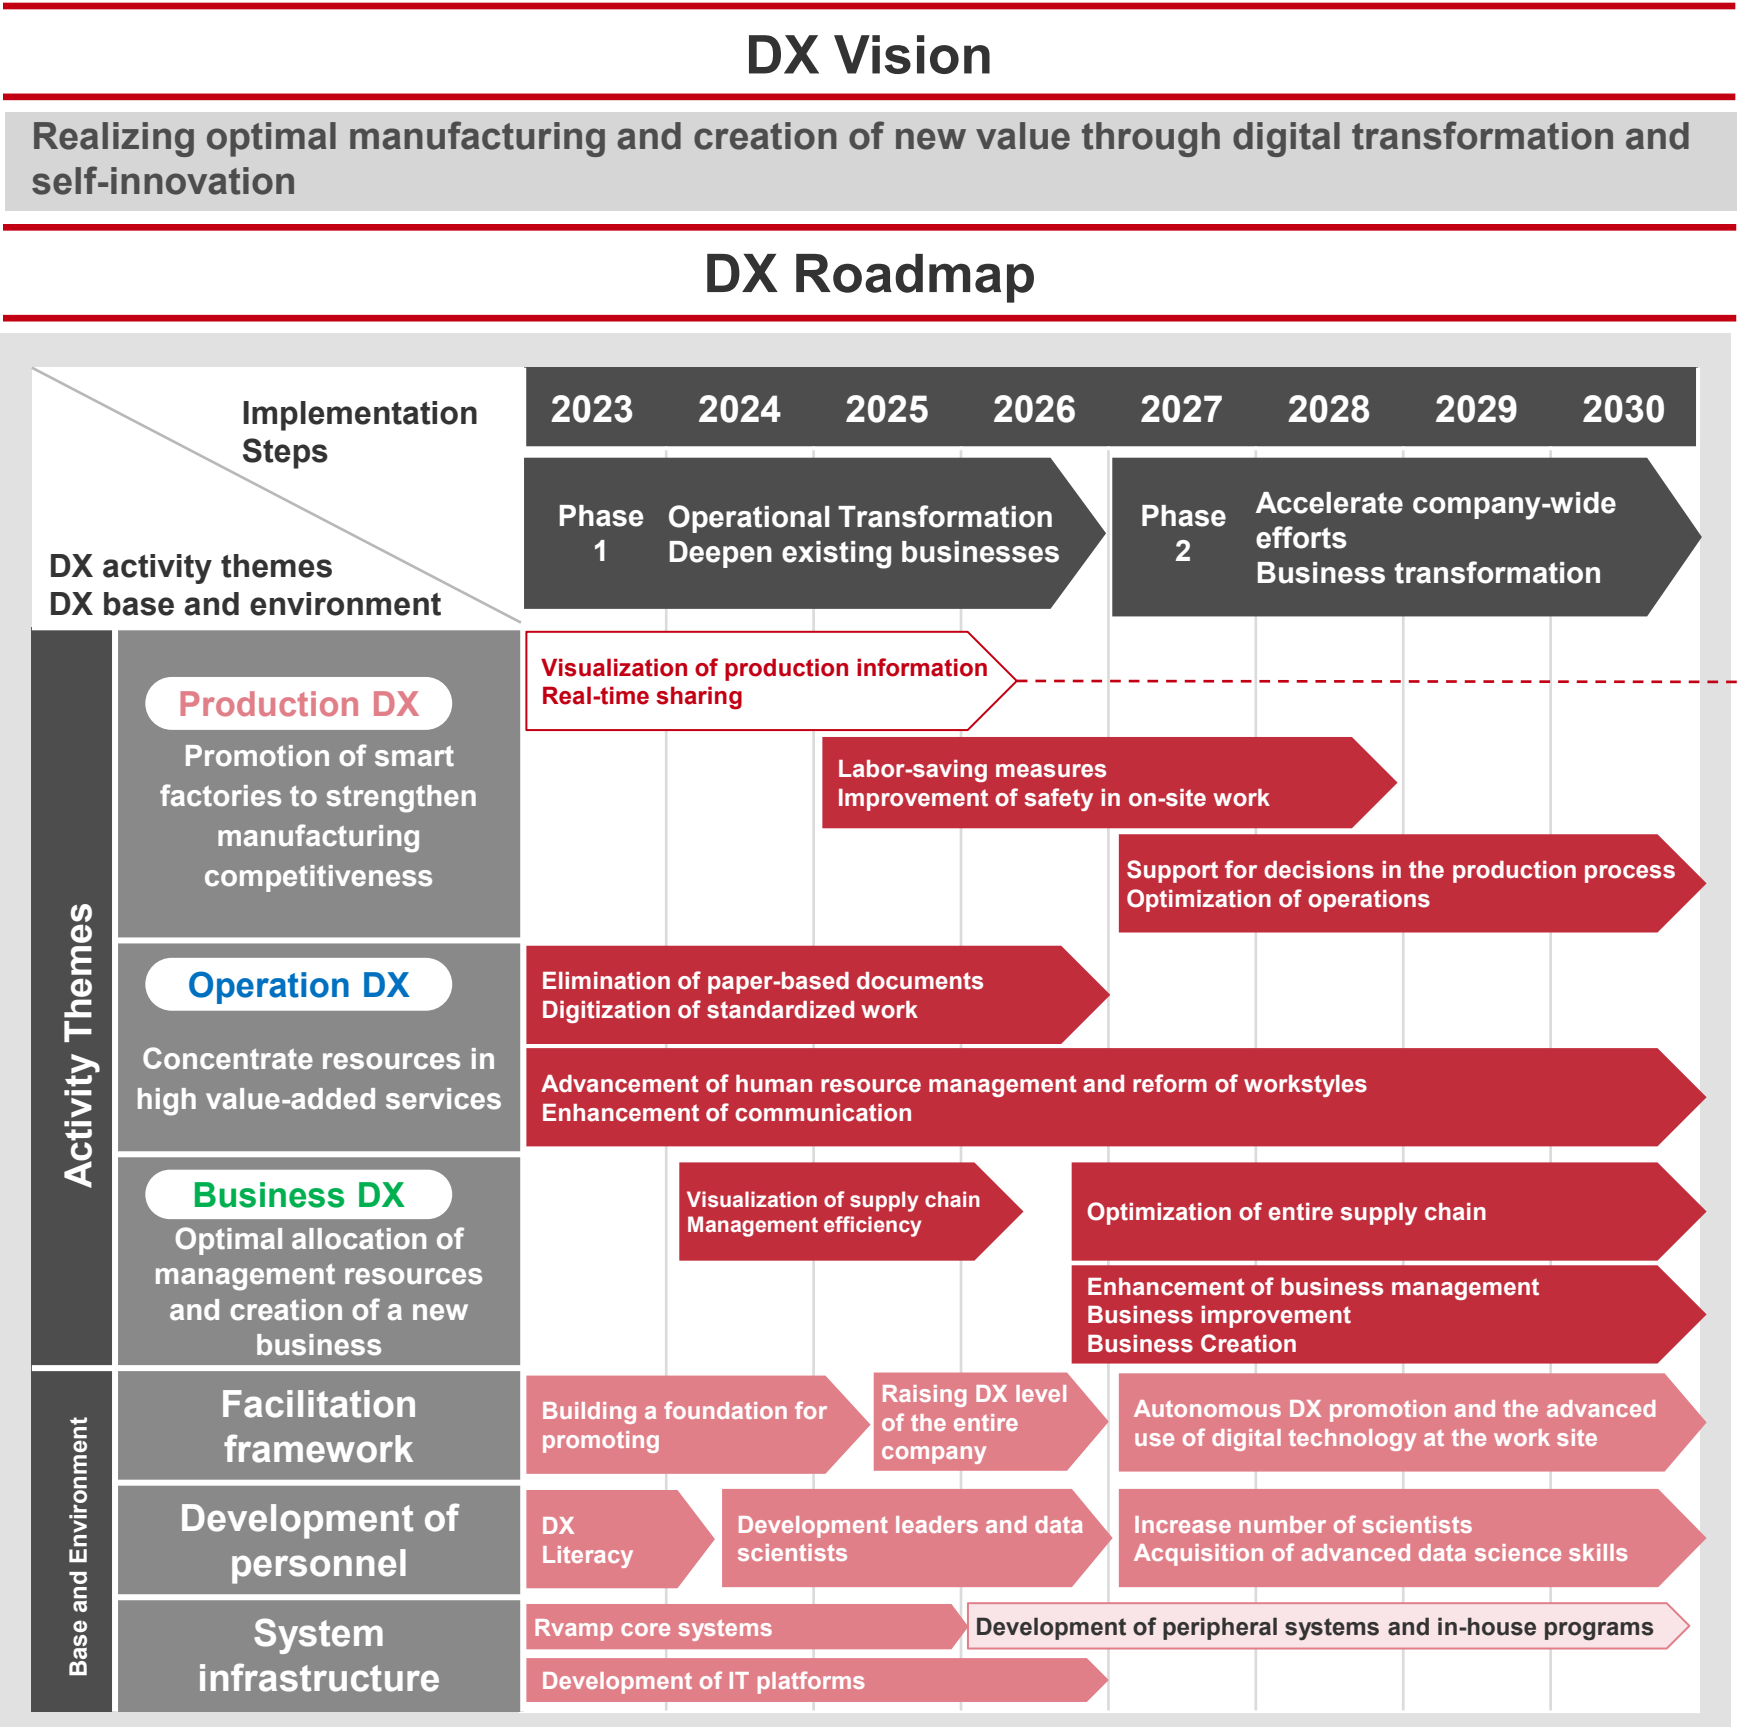 DX Vision
Realizing optimal manufacturing and creation of new value through digital transformation and
self-innovation
DX Roadmap
Implementation
Steps
DX activity themes
DX base and environment
2023 2024 2025 2026 2027 2028 2029 2030
Phase
1
Operational Transformation
Deepen existing businesses
Phase
2
Accelerate company-wide
efforts
Business transformation
Activity Themes
Production DX
Promotion of smart
factories to strengthen
manufacturing
competitiveness
Visualization of production information
Real-time sharing
Labor-saving measures
Improvement of safety in on-site work
Support for decisions in the production process
Optimization of operations
Operation DX
Concentrate resources in
high value-added services
Elimination of paper-based documents
Digitization of standardized work
Advancement of human resource management and reform of workstyles
Enhancement of communication
Business DX
Optimal allocation of
management resources
and creation of a new
business
Visualization of supply chain
Management efficiency
Optimization of entire supply chain
Enhancement of business management
Business improvement
Business Creation
Base and Environment
Facilitation
framework
Building a foundation for
promoting
Raising DX level
of the entire
company
Autonomous DX promotion and the advanced
use of digital technology at the work site
Development of
personnel
DX
Literacy
Development leaders and data
scientists
Increase number of scientists
Acquisition of advanced data science skills
System
infrastructure
Rvamp core systems
Development of peripheral systems and in-house programs
Development of IT platforms